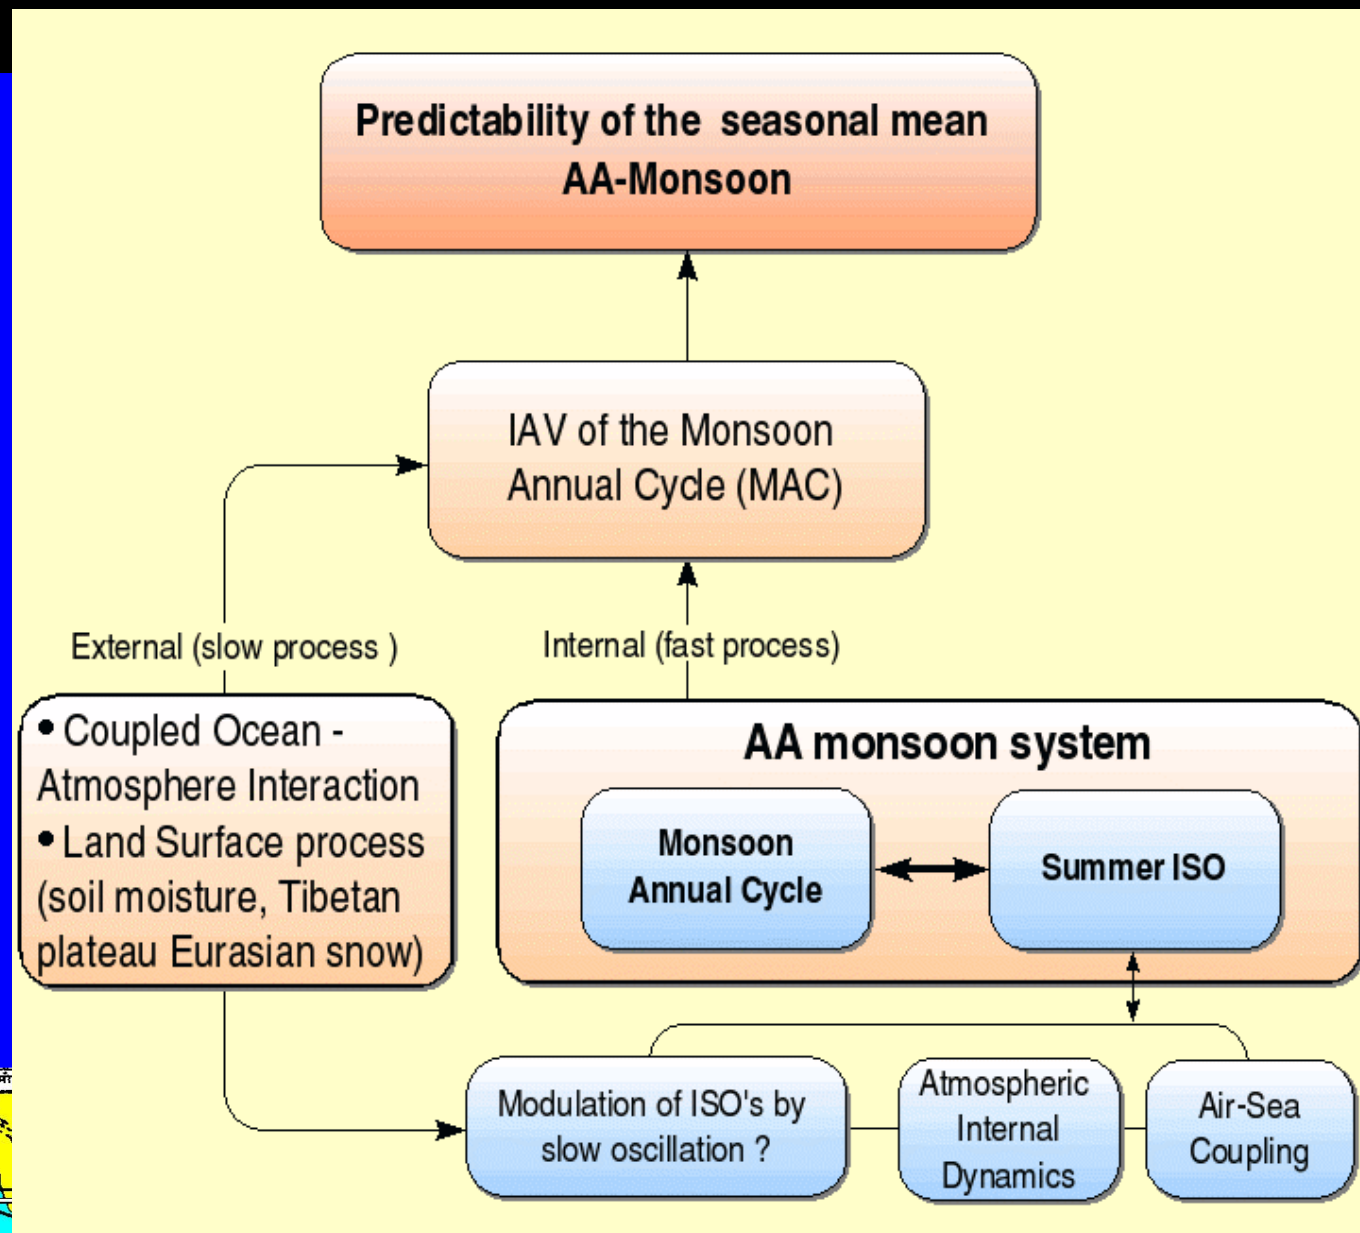 Predictability of the seasonal mean
AA-Monsoon
IAV of the Monsoon
Annual Cycle (MAC)
External (slow process )
Internal (fast process)
• Coupled Ocean -
Atmosphere Interaction
• Land Surface process
(soil moisture, Tibetan
plateau Eurasian snow)
AA monsoon system
Monsoon
Annual Cycle
Summer ISO
Modulation of ISO's by
slow oscillation ?
Atmospheric
Internal
Dynamics
Air-Sea
Coupling